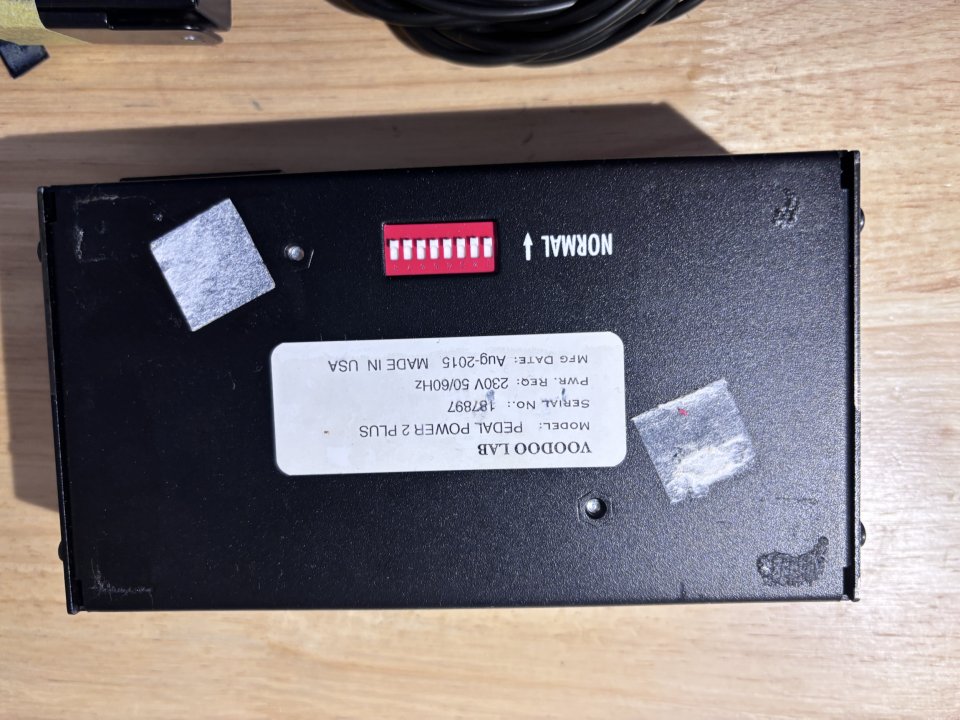 NORMAL
VOODOO LAB
MODEL: PEDAL POWER 2 PLUS
SERIAL NO.: 187897
PWR. REQ: 230V 50/60Hz
MFG DATE: Aug-2015 MADE IN USA